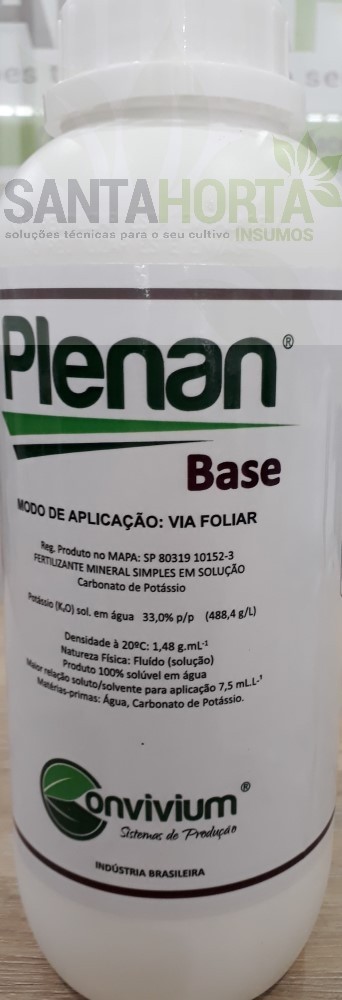 SANTAHORTA
soluções técnicas para o seu cultivo INSUMOS
Plenan®
Base
MODO DE APLICAÇÃO: VIA FOLIAR
Reg. Produto no MAPA: SP 80319 10152-3
FERTILIZANTE MINERAL SIMPLES EM SOLUÇÃO
Carbonato de Potássio
Potássio (K₂O) sol. em água 33,0% p/p (488,4 g/L)
Densidade à 20ºC: 1,48 g.mL⁻¹
Natureza Física: Fluído (solução)
Produto 100% solúvel em água
Maior relação soluto/solvente para aplicação 7,5 mL.L⁻¹
Matérias-primas: Água, Carbonato de Potássio.
Convivium®
Sistemas de Produção
INDÚSTRIA BRASILEIRA